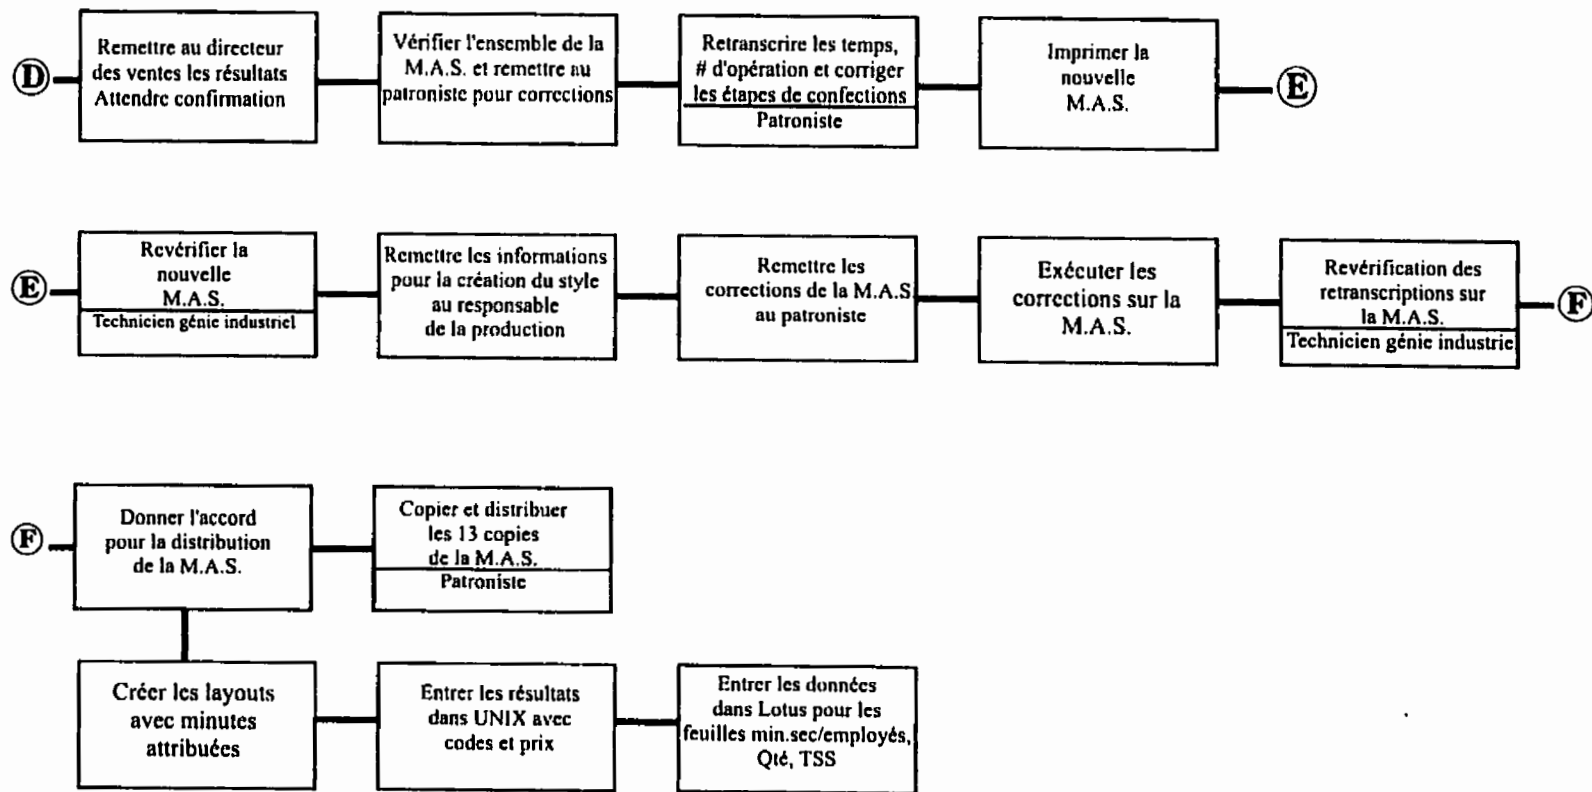 D
Remettre au directeur
des ventes les résultats
Attendre confirmation
Vérifier l'ensemble de la
M.A.S. et remettre au
patroniste pour corrections
Retranscrire les temps,
# d'opération et corriger
les étapes de confections
Patroniste
Imprimer la
nouvelle
M.A.S.
E
E
Revérifier la
nouvelle
M.A.S.
Technicien génie industriel
Remettre les informations
pour la création du style
au responsable
de la production
Remettre les
corrections de la M.A.S
au patroniste
Exécuter les
corrections sur la
M.A.S.
Revérification des
retranscriptions sur
la M.A.S.
Technicien génie industrie
F
F
Donner l'accord
pour la distribution
de la M.A.S.
Copier et distribuer
les 13 copies
de la M.A.S.
Patroniste
Créer les layouts
avec minutes
attribuées
Entrer les résultats
dans UNIX avec
codes et prix
Entrer les données
dans Lotus pour les
feuilles min.sec/employés,
Qté, TSS